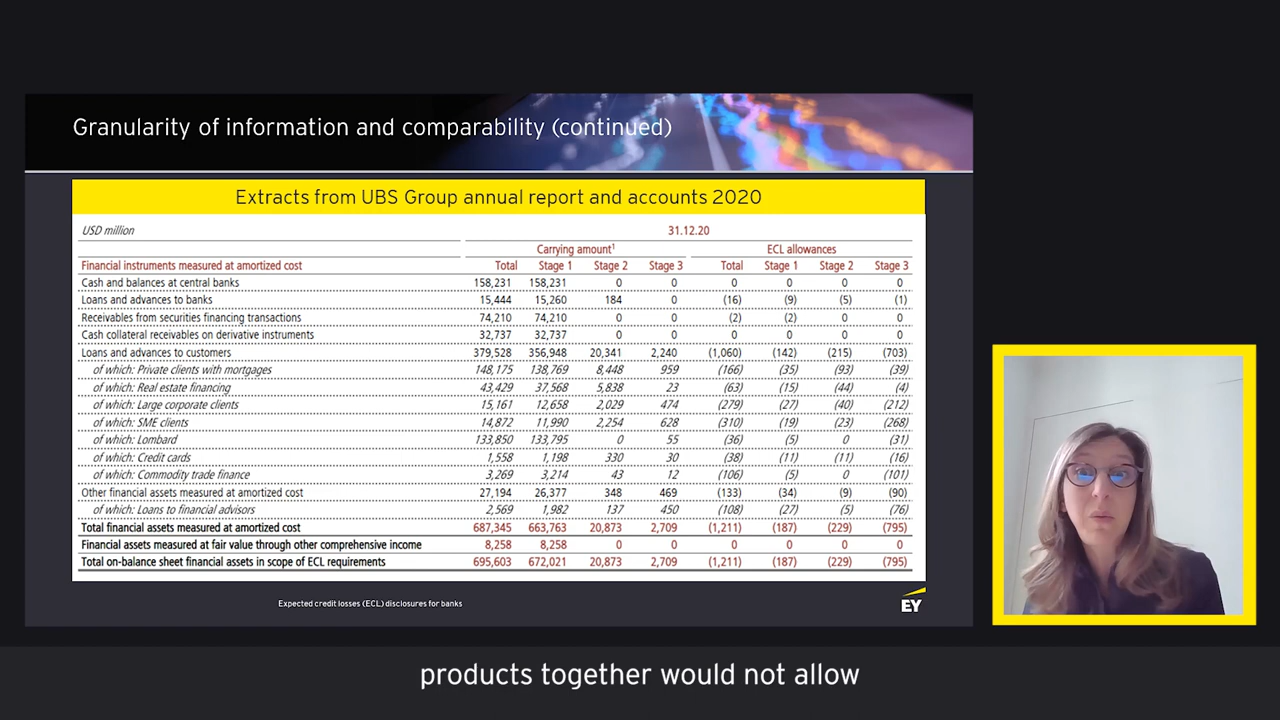 Granularity of information and comparability (continued)
Extracts from UBS Group annual report and accounts 2020
USD million 31.12.20
Carrying amount¹ ECL allowances
Financial instruments measured at amortized cost Total Stage 1 Stage 2 Stage 3 Total Stage 1 Stage 2 Stage 3
Cash and balances at central banks 158,231 158,231 0 0 0 0 0 0
Loans and advances to banks 15,444 15,260 184 0 (16) (9) (5) (1)
Receivables from securities financing transactions 74,210 74,210 0 0 (2) (2) 0 0
Cash collateral receivables on derivative instruments 32,737 32,737 0 0 0 0 0 0
Loans and advances to customers 379,528 356,948 20,341 2,240 (1,060) (142) (215) (703)
of which: Private clients with mortgages 148,175 138,769 8,448 959 (166) (35) (93) (39)
of which: Real estate financing 43,429 37,568 5,838 23 (63) (15) (44) (4)
of which: Large corporate clients 15,161 12,658 2,029 474 (279) (27) (40) (212)
of which: SME clients 14,872 11,990 2,254 628 (310) (19) (23) (268)
of which: Lombard 133,850 133,795 0 55 (36) (5) 0 (31)
of which: Credit cards 1,558 1,198 330 30 (38) (11) (11) (16)
of which: Commodity trade finance 3,269 3,214 43 12 (106) (5) 0 (101)
Other financial assets measured at amortized cost 27,194 26,377 348 469 (133) (34) (9) (90)
of which: Loans to financial advisors 2,569 1,982 137 450 (108) (27) (5) (76)
Total financial assets measured at amortized cost 687,345 663,763 20,873 2,709 (1,211) (187) (229) (795)
Financial assets measured at fair value through other comprehensive income 8,258 8,258 0 0 0 0 0 0
Total on-balance sheet financial assets in scope of ECL requirements 695,603 672,021 20,873 2,709 (1,211) (187) (229) (795)
Expected credit losses (ECL) disclosures for banks
EY
products together would not allow